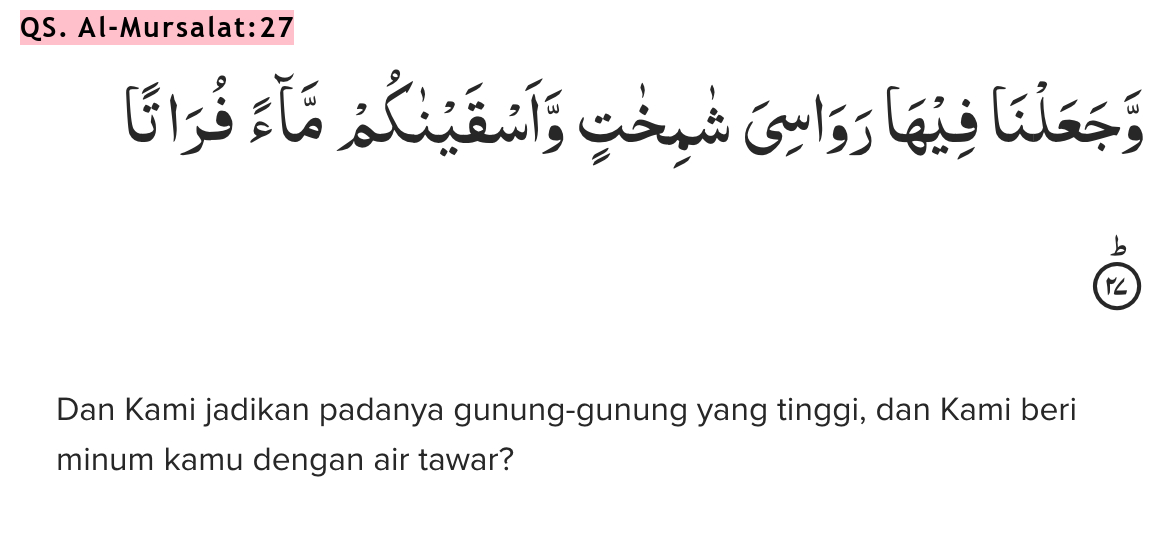 QS. Al-Mursalat:27
وَّجَعَلْنَا فِيْهَا رَوَاسِيَ شٰمِخٰتٍ وَّاَسْقَيْنٰكُمْ مَّاۤءً فُرَاتًا
ۗ ٢٧
Dan Kami jadikan padanya gunung-gunung yang tinggi, dan Kami beri
minum kamu dengan air tawar?